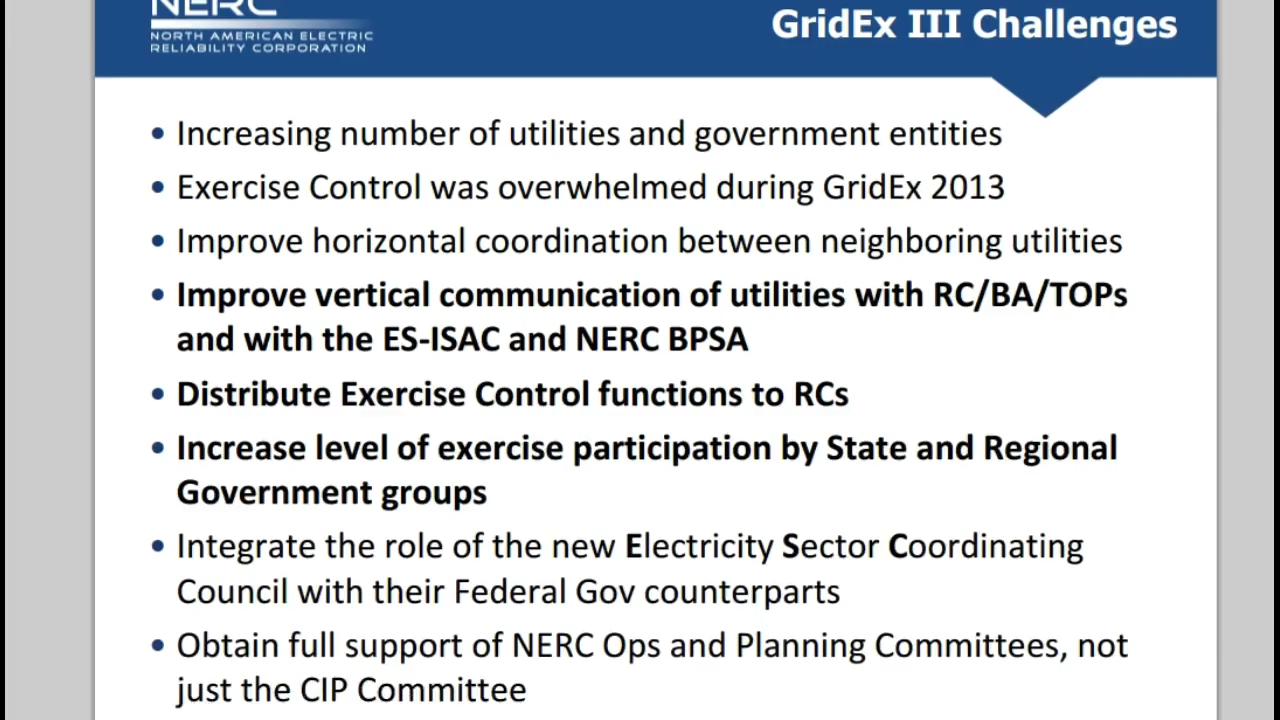 NERC
NORTH AMERICAN ELECTRIC
RELIABILITY CORPORATION
GridEx III Challenges
• Increasing number of utilities and government entities
• Exercise Control was overwhelmed during GridEx 2013
• Improve horizontal coordination between neighboring utilities
• Improve vertical communication of utilities with RC/BA/TOPs
and with the ES-ISAC and NERC BPSA
• Distribute Exercise Control functions to RCs
• Increase level of exercise participation by State and Regional
Government groups
• Integrate the role of the new Electricity Sector Coordinating
Council with their Federal Gov counterparts
• Obtain full support of NERC Ops and Planning Committees, not
just the CIP Committee